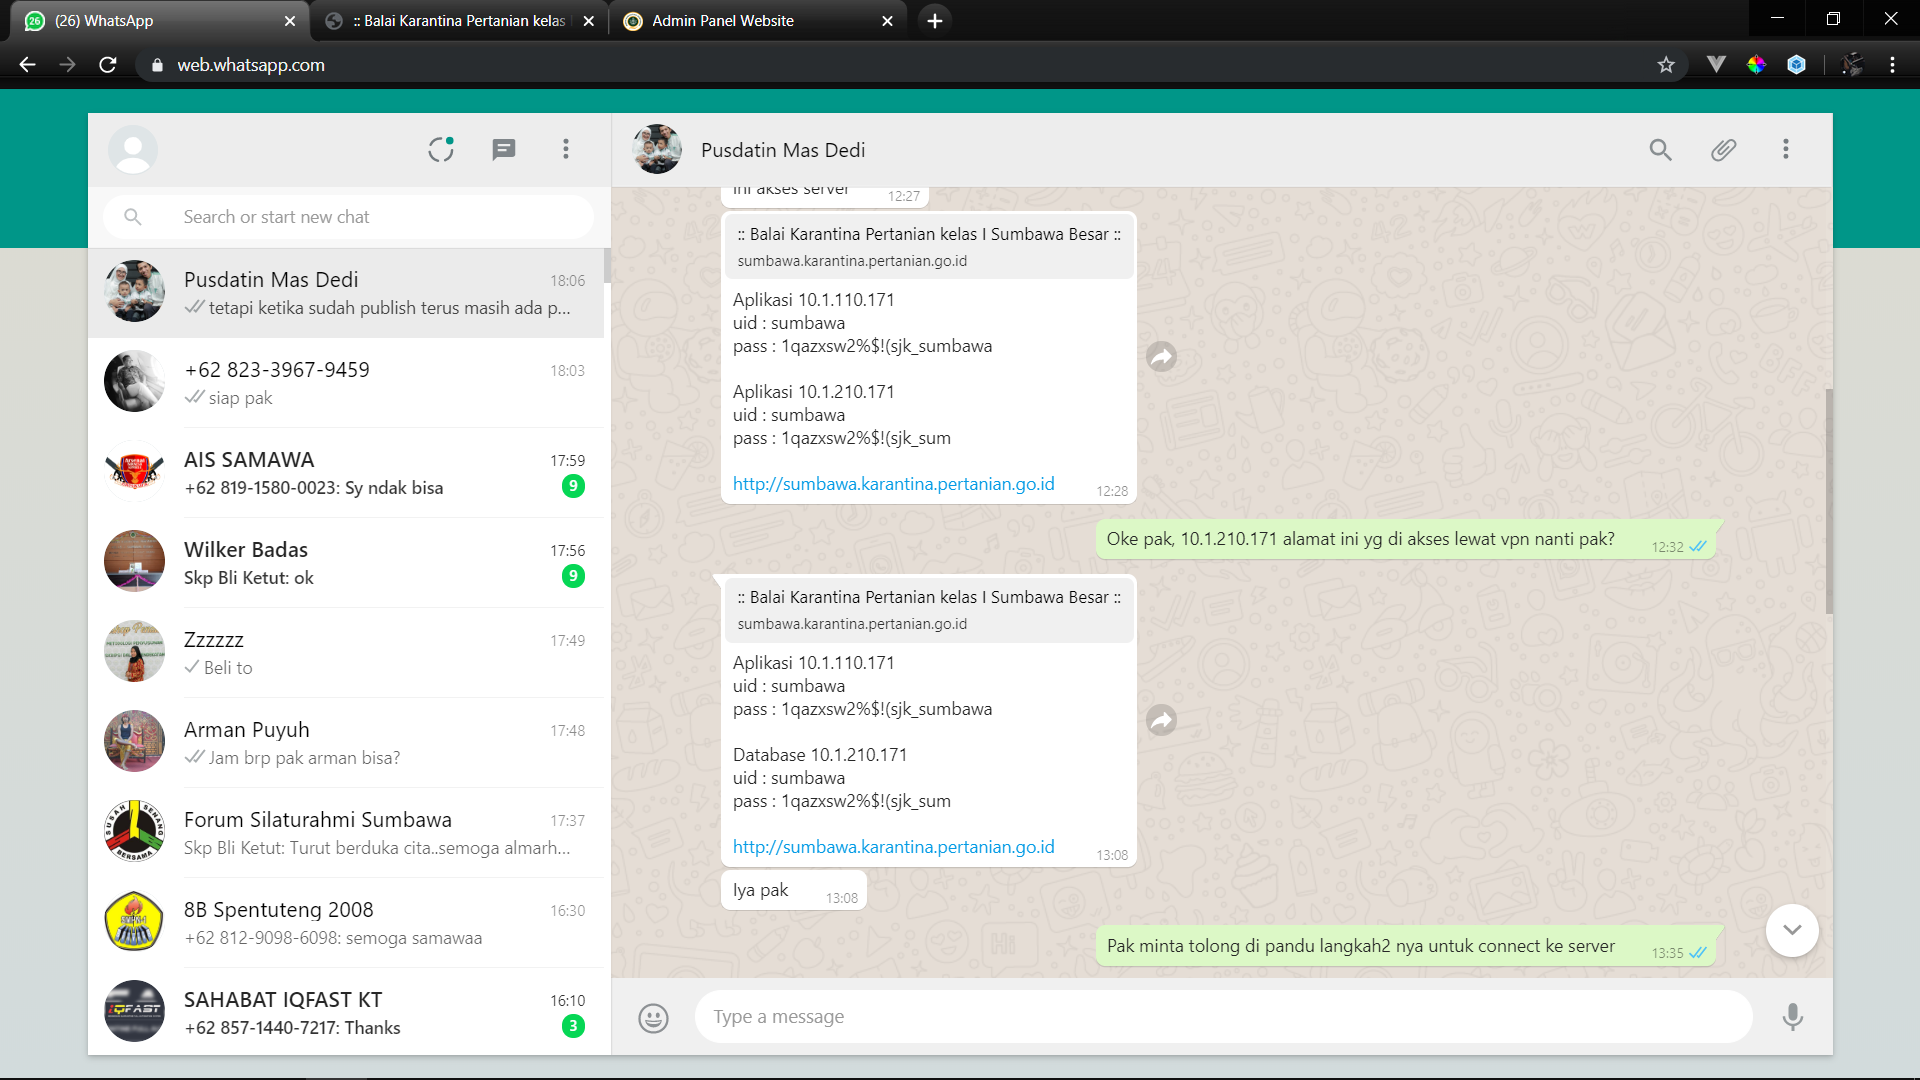 (26) WhatsApp
:: Balai Karantina Pertanian kelas
Admin Panel Website
web.whatsapp.com
Search or start new chat
Pusdatin Mas Dedi
18:06
tetapi ketika sudah publish terus masih ada p...
+62 823-3967-9459
18:03
siap pak
AIS SAMAWA
17:59
+62 819-1580-0023: Sy ndak bisa
9
Wilker Badas
17:56
Skp Bli Ketut: ok
9
Zzzzzz
17:49
Beli to
Arman Puyuh
17:48
Jam brp pak arman bisa?
Forum Silaturahmi Sumbawa
17:37
Skp Bli Ketut: Turut berduka cita..semoga almarh...
8B Spentuteng 2008
16:30
+62 812-9098-6098: semoga samawaa
SAHABAT IQFAST KT
16:10
+62 857-1440-7217: Thanks
3
Pusdatin Mas Dedi
ini akses server
12:27
:: Balai Karantina Pertanian kelas I Sumbawa Besar ::
sumbawa.karantina.pertanian.go.id
Aplikasi 10.1.110.171
uid : sumbawa
pass : 1qazxsw2%$!(sjk_sumbawa
Aplikasi 10.1.210.171
uid : sumbawa
pass : 1qazxsw2%$!(sjk_sum
http://sumbawa.karantina.pertanian.go.id
12:28
Oke pak, 10.1.210.171 alamat ini yg di akses lewat vpn nanti pak?
12:32
:: Balai Karantina Pertanian kelas I Sumbawa Besar ::
sumbawa.karantina.pertanian.go.id
Aplikasi 10.1.110.171
uid : sumbawa
pass : 1qazxsw2%$!(sjk_sumbawa
Database 10.1.210.171
uid : sumbawa
pass : 1qazxsw2%$!(sjk_sum
http://sumbawa.karantina.pertanian.go.id
13:08
Iya pak
13:08
Pak minta tolong di pandu langkah2 nya untuk connect ke server
13:35
Type a message